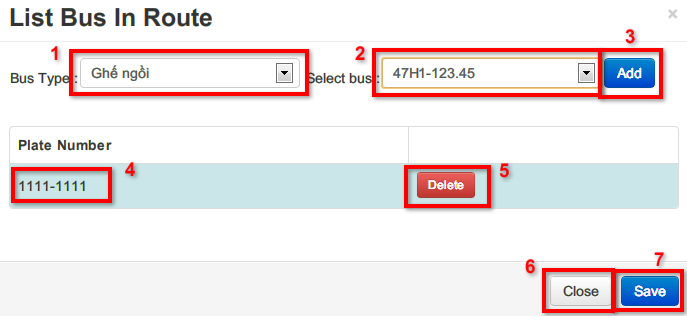 List Bus In Route ×
1 2 3
Bus Type : Ghế ngồi Select bus : 47H1-123.45 Add
Plate Number
1111-1111 4 Delete 5
6 7
Close Save